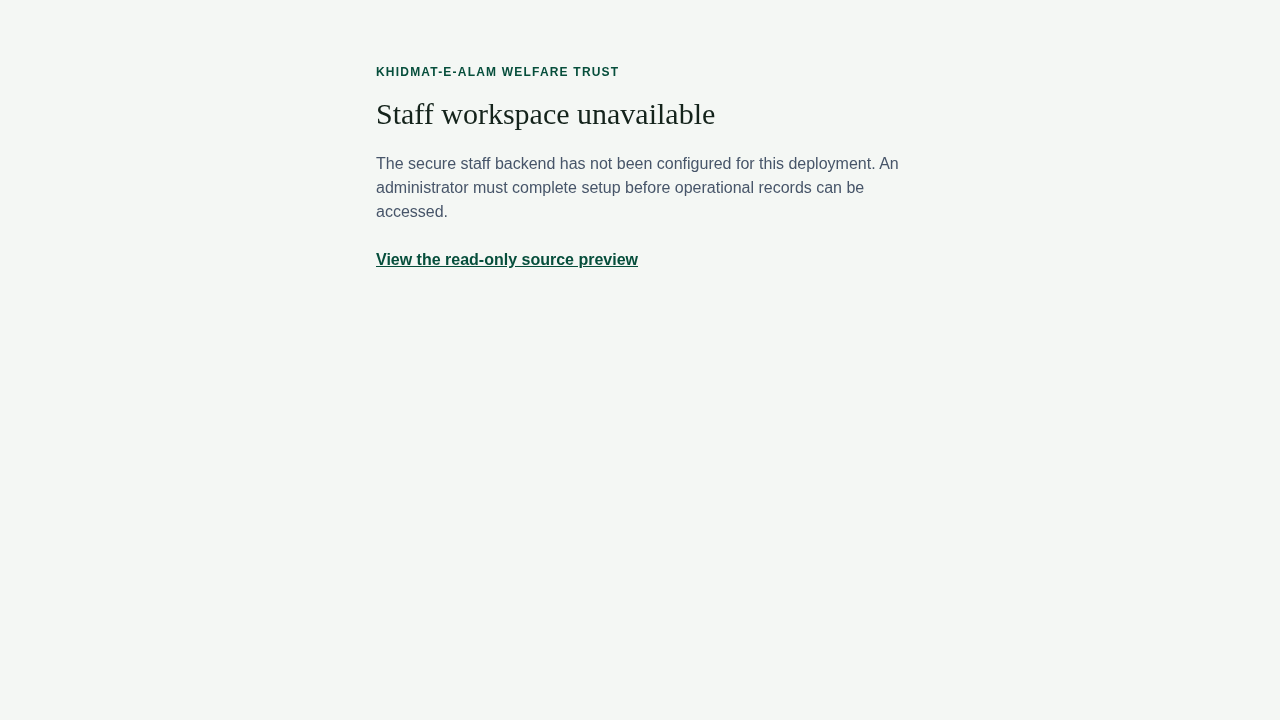 KHIDMAT-E-ALAM WELFARE TRUST
Staff workspace unavailable
The secure staff backend has not been configured for this deployment. An
administrator must complete setup before operational records can be
accessed.
View the read-only source preview